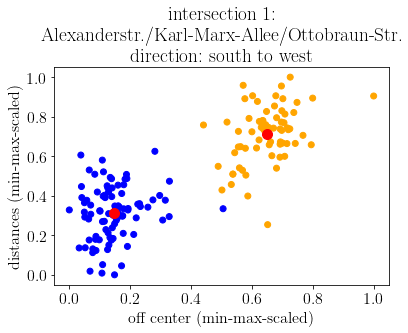 intersection 1:
Alexanderstr./Karl-Marx-Allee/Ottobraun-Str.
direction: south to west
distances (min-max-scaled)
1.0
0.8
0.6
0.4
0.2
0.0
0.0 0.2 0.4 0.6 0.8 1.0
off center (min-max-scaled)